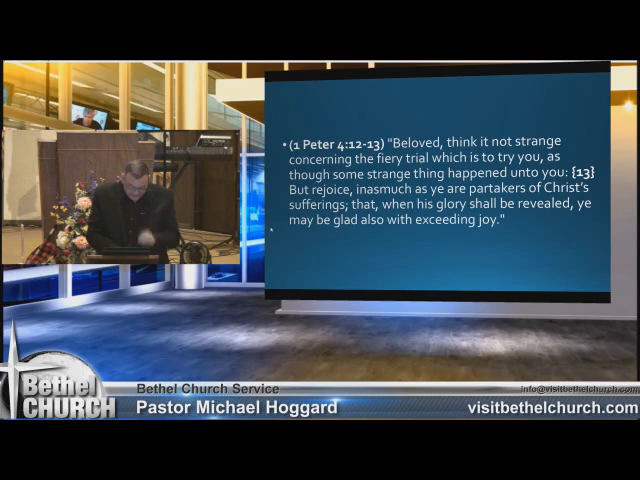 • (1 Peter 4:12-13) "Beloved, think it not strange
concerning the fiery trial which is to try you, as
though some strange thing happened unto you: {13}
But rejoice, inasmuch as ye are partakers of Christ's
sufferings; that, when his glory shall be revealed, ye
may be glad also with exceeding joy."
Bethel
CHURCH
Bethel Church Service
info@visitbethelchurch.com
Pastor Michael Hoggard
visitbethelchurch.com